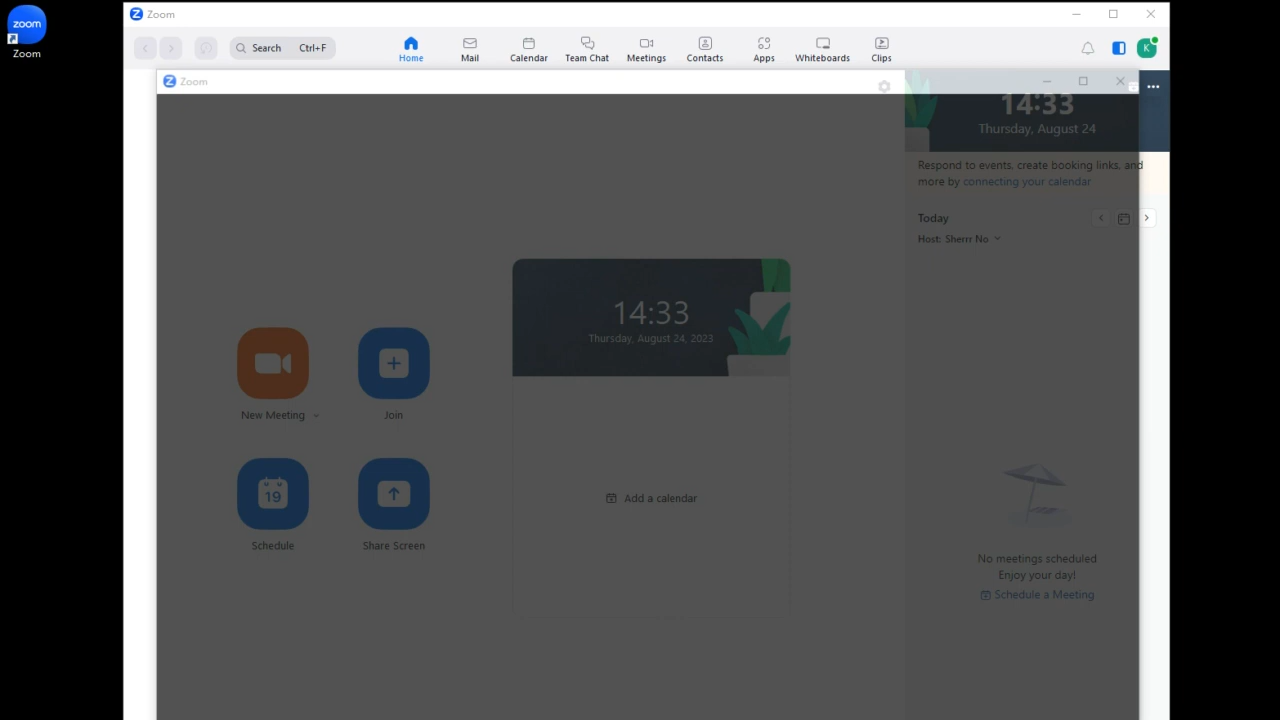 zoom
Zoom
Zoom
Search Ctrl+F
Home
Mail
Calendar
Team Chat
Meetings
Contacts
Apps
Whiteboards
Clips
K
Zoom
14:33
Thursday, August 24
Respond to events, create booking links, and
more by connecting your calendar
Today
Host: Sherrr No
14:33
Thursday, August 24, 2023
New Meeting
Join
Add a calendar
19
Schedule
Share Screen
No meetings scheduled
Enjoy your day!
Schedule a Meeting